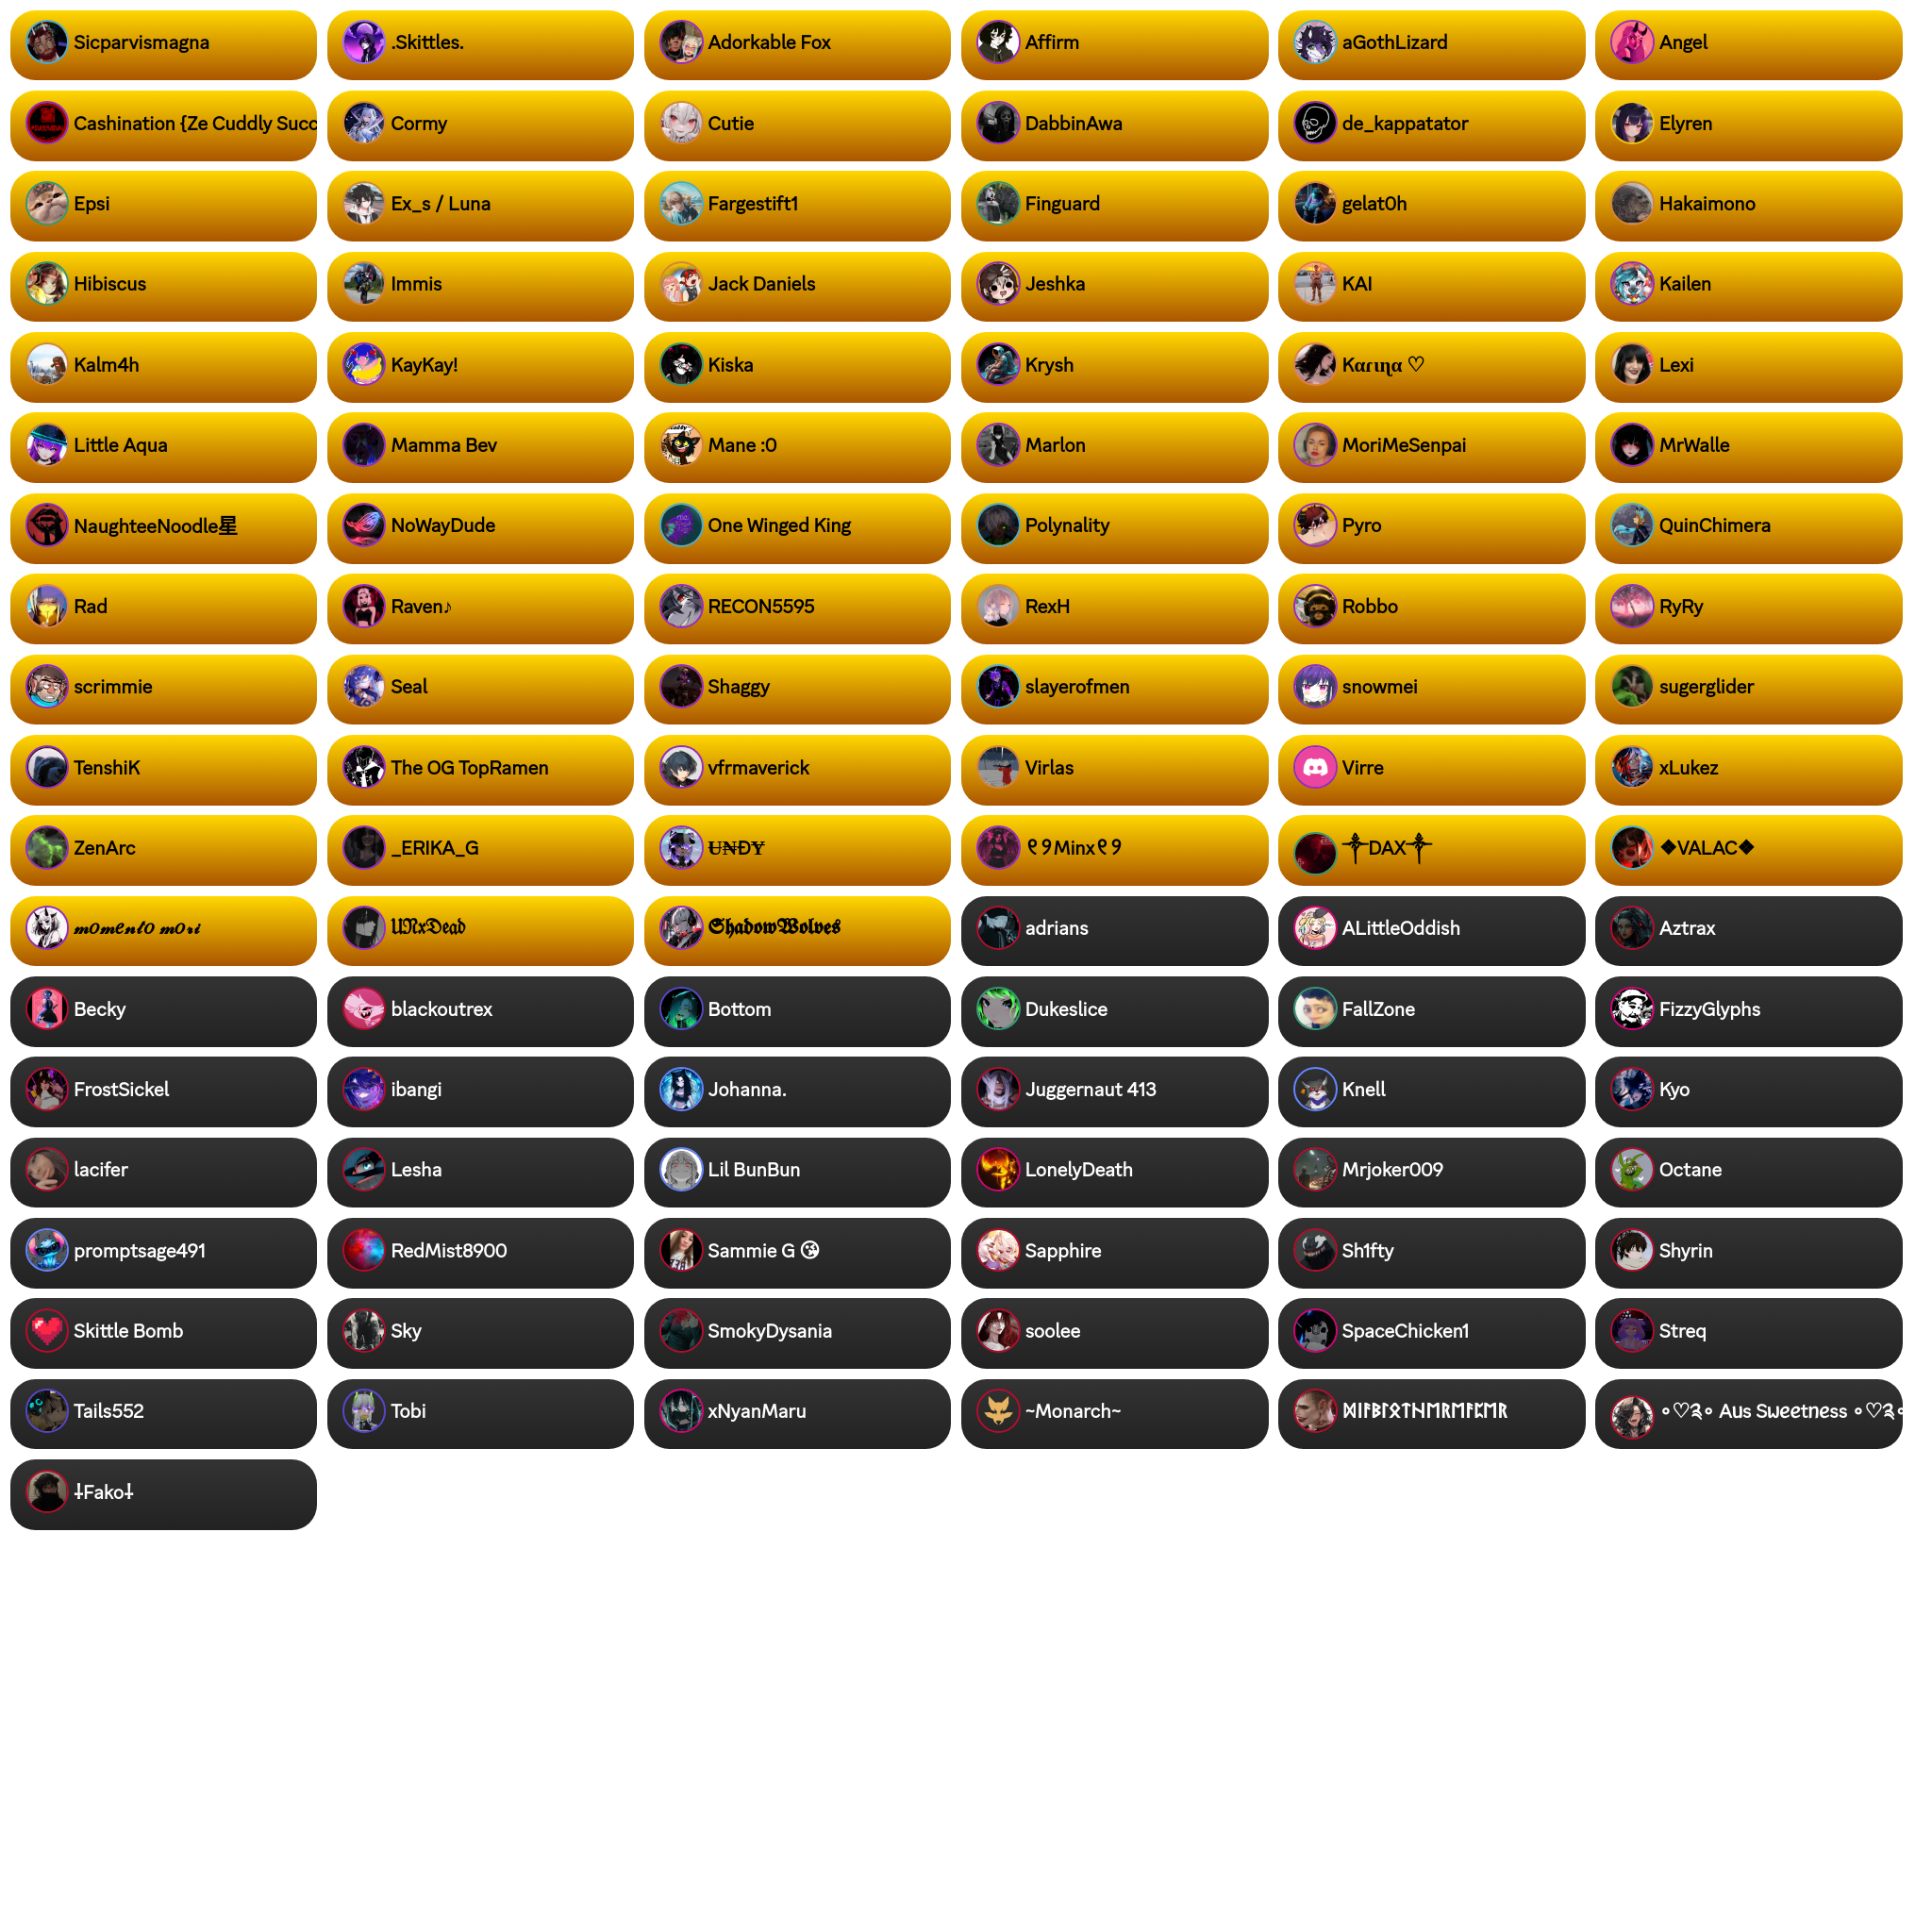 Sicparvismagna
.Skittles.
Adorkable Fox
Affirm
aGothLizard
Angel
Cashination {Ze Cuddly Succ
Cormy
Cutie
DabbinAwa
de_kappatator
Elyren
Epsi
Ex_s / Luna
Fargestift1
Finguard
gelat0h
Hakaimono
Hibiscus
Immis
Jack Daniels
Jeshka
KAI
Kailen
Kalm4h
KayKay!
Kiska
Krysh
Kαɾιɳα ♡
Lexi
Little Aqua
Mamma Bev
Mane :0
Marlon
MoriMeSenpai
MrWalle
NaughteeNoodle星
NoWayDude
One Winged King
Polynality
Pyro
QuinChimera
Rad
Raven♪
RECON5595
RexH
Robbo
RyRy
scrimmie
Seal
Shaggy
slayerofmen
snowmei
sugerglider
TenshiK
The OG TopRamen
vfrmaverick
Virlas
Virre
xLukez
ZenArc
_ERIKA_G
U̶N̶ĐY̶
୧୨Minx୧୨
༒DAX༒
❖VALAC❖
𝓶𝓸𝓶𝓮𝓷𝓽𝓸 𝓶𝓸𝓻𝓲
𝔘𝔑𝔵𝔇𝔢𝔞𝔡
𝕾𝖍𝖆𝖉𝖔𝖜𝖂𝖔𝖑𝖛𝖊𝖘
adrians
ALittleOddish
Aztrax
Becky
blackoutrex
Bottom
Dukeslice
FallZone
FizzyGlyphs
FrostSickel
ibangi
Johanna.
Juggernaut 413
Knell
Kyo
lacifer
Lesha
Lil BunBun
LonelyDeath
Mrjoker009
Octane
promptsage491
RedMist8900
Sammie G 😘
Sapphire
Sh1fty
Shyrin
Skittle Bomb
Sky
SmokyDysania
soolee
SpaceChicken1
Streq
Tails552
Tobi
xNyanMaru
~Monarch~
ᛞᛁᚨᛒᛚᛟᛏᚺᛖᚱᛖᚨᛈᛖᚱ
∘♡༉∘ Aus Sweetness ∘♡༉∘
⸸Fako⸸